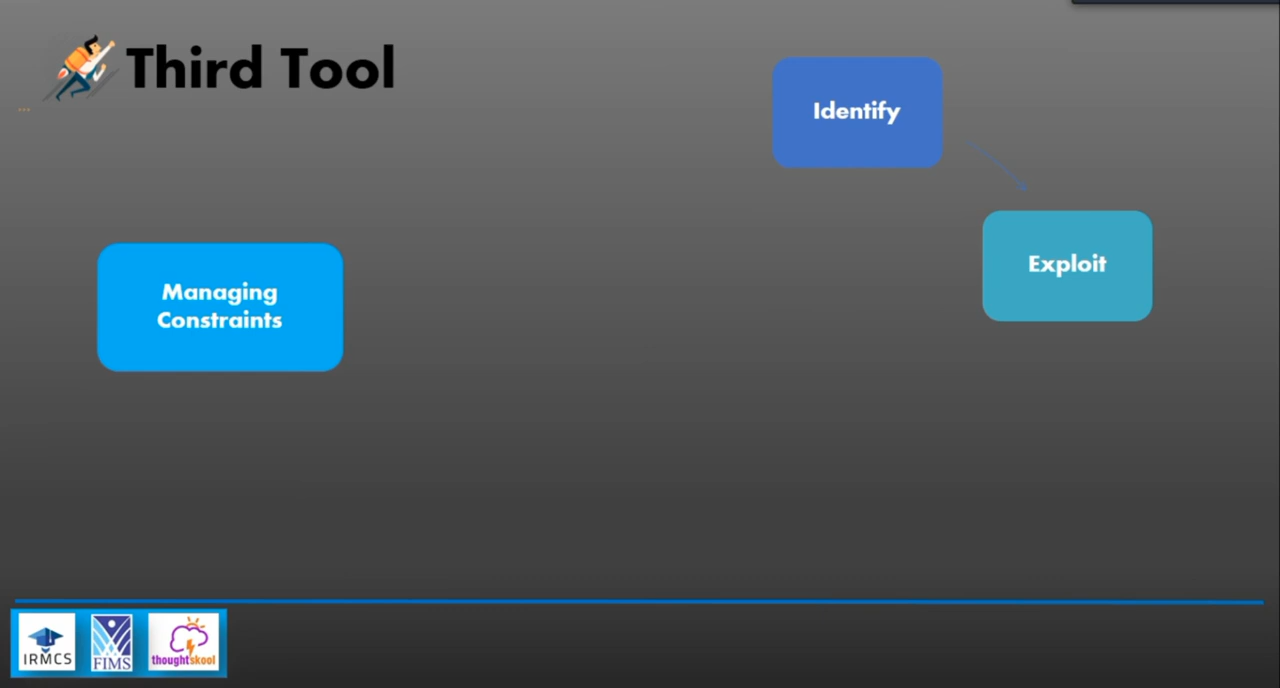 Third Tool
Identify
Exploit
Managing
Constraints
IRMCS
FIMS
thoughtskool